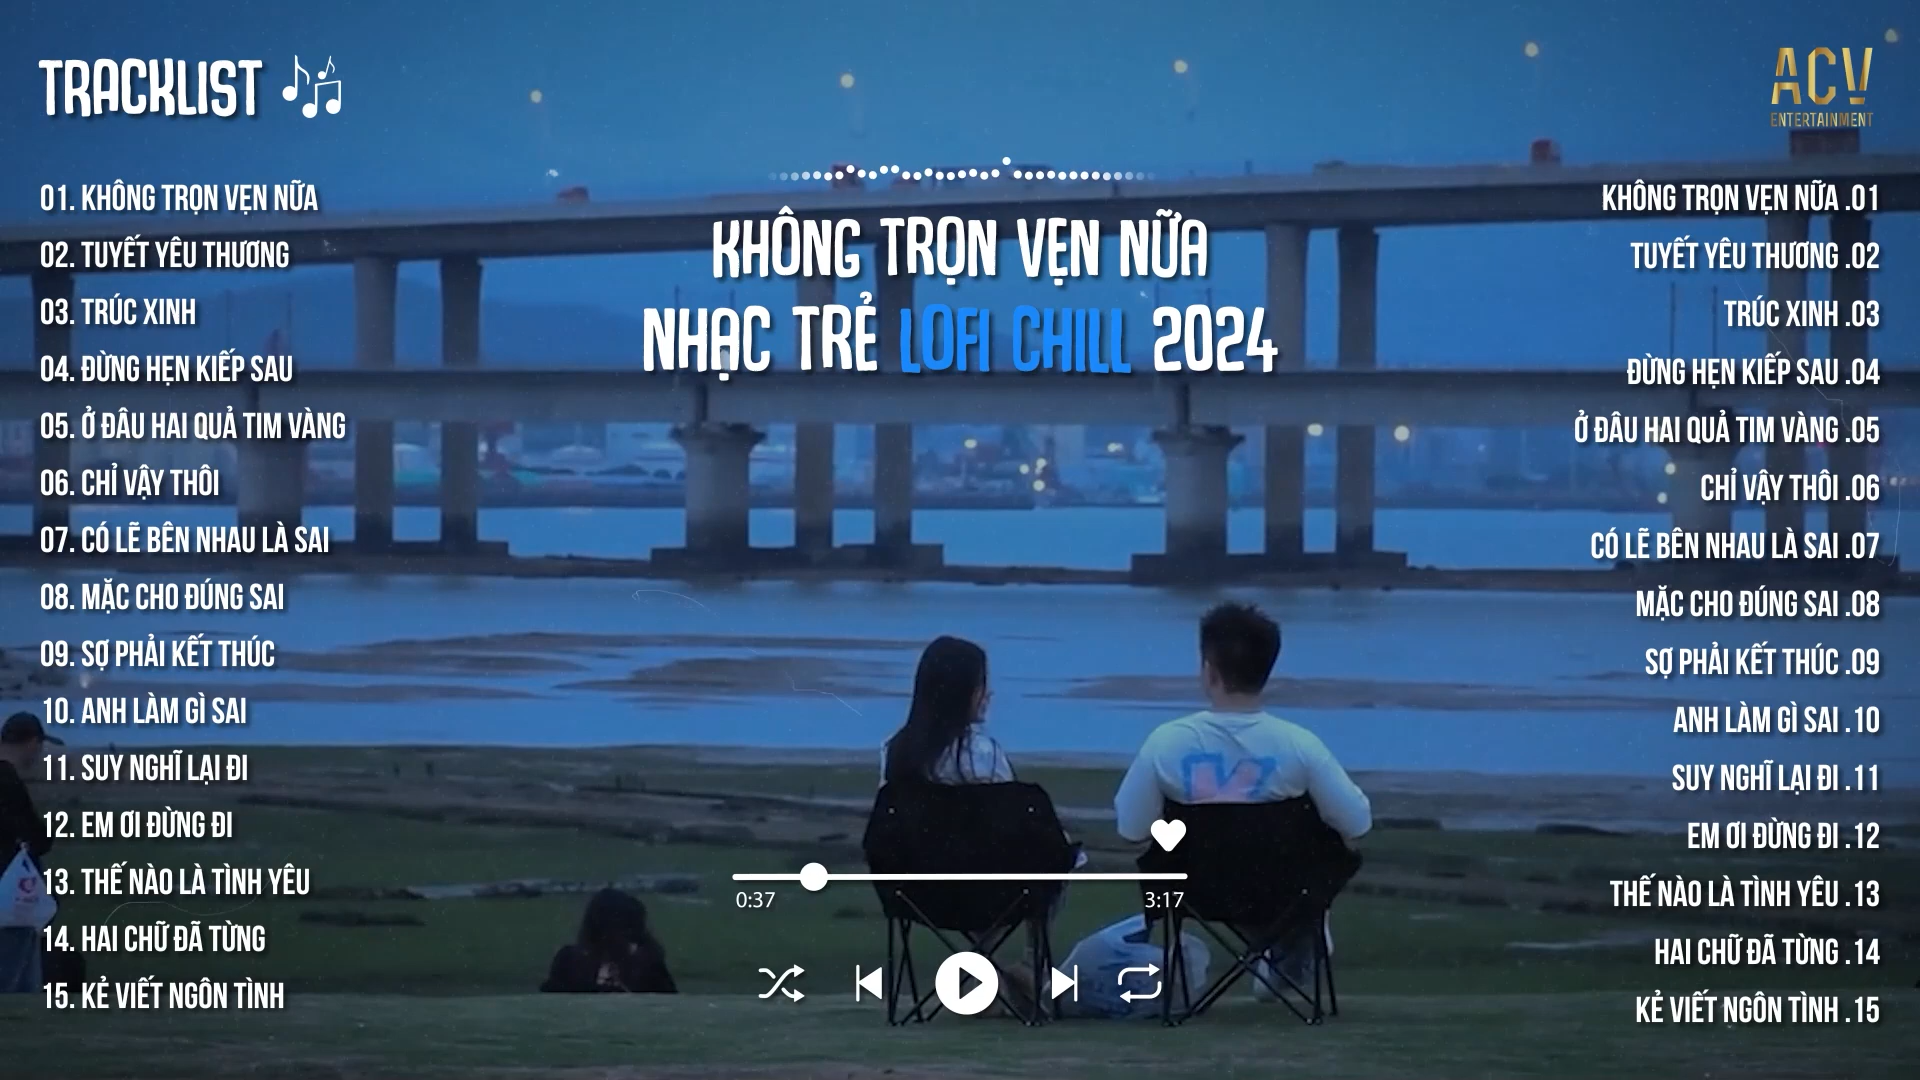 TRACKLIST
01. KHÔNG TRỌN VẸN NỮA
02. TUYẾT YÊU THƯƠNG
03. TRÚC XINH
04. ĐỪNG HẸN KIẾP SAU
05. Ở ĐÂU HAI QUẢ TIM VÀNG
06. CHỈ VẬY THÔI
07. CÓ LẼ BÊN NHAU LÀ SAI
08. MẶC CHO ĐÚNG SAI
09. SỢ PHẢI KẾT THÚC
10. ANH LÀM GÌ SAI
11. SUY NGHĨ LẠI ĐI
12. EM ƠI ĐỪNG ĐI
13. THẾ NÀO LÀ TÌNH YÊU
14. HAI CHỮ ĐÃ TỪNG
15. KẺ VIẾT NGÔN TÌNH
KHÔNG TRỌN VẸN NỮA
NHẠC TRẺ LOFI CHILL 2024
0:37
3:17
ACV
ENTERTAINMENT
KHÔNG TRỌN VẸN NỮA .01
TUYẾT YÊU THƯƠNG .02
TRÚC XINH .03
ĐỪNG HẸN KIẾP SAU .04
Ở ĐÂU HAI QUẢ TIM VÀNG .05
CHỈ VẬY THÔI .06
CÓ LẼ BÊN NHAU LÀ SAI .07
MẶC CHO ĐÚNG SAI .08
SỢ PHẢI KẾT THÚC .09
ANH LÀM GÌ SAI .10
SUY NGHĨ LẠI ĐI .11
EM ƠI ĐỪNG ĐI .12
THẾ NÀO LÀ TÌNH YÊU .13
HAI CHỮ ĐÃ TỪNG .14
KẺ VIẾT NGÔN TÌNH .15